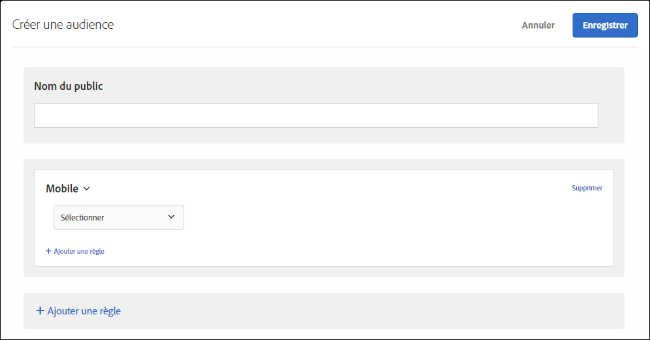 Créer une audience
Annuler
Enregistrer
Nom du public
Mobile
Supprimer
Sélectionner
+ Ajouter une règle
+ Ajouter une règle